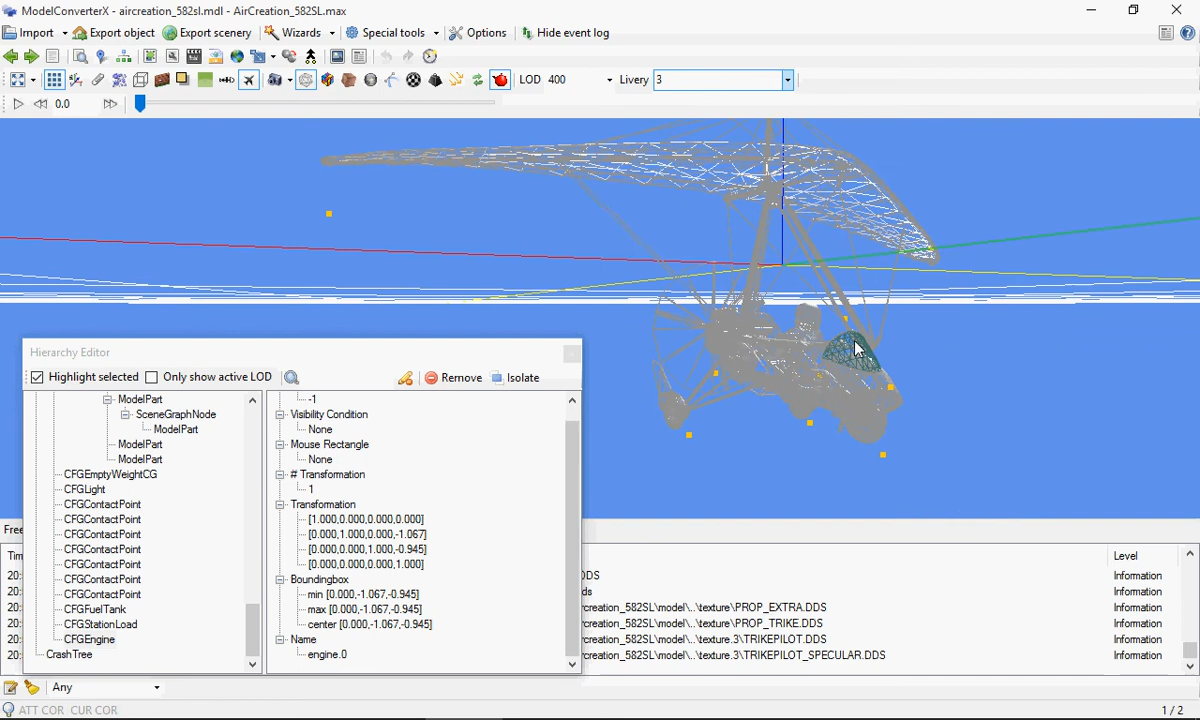 ModelConverterX - aircreation_582sl.mdl - AirCreation_582SL.max
Import Export object Export scenery Wizards Special tools Options Hide event log
LOD 400 Livery 3
0.0
Hierarchy Editor
Highlight selected Only show active LOD Remove Isolate
ModelPart
SceneGraphNode
ModelPart
ModelPart
ModelPart
CFGEmptyWeightCG
CFGLight
CFGContactPoint
CFGContactPoint
CFGContactPoint
CFGContactPoint
CFGContactPoint
CFGContactPoint
CFGContactPoint
CFGFuelTank
CFGStationLoad
CFGEngine
CrashTree
-1
Visibility Condition
None
Mouse Rectangle
None
# Transformation
1
Transformation
[1.000,0.000,0.000,0.000]
[0.000,1.000,0.000,-1.067]
[0.000,0.000,1.000,-0.945]
[0.000,0.000,0.000,1.000]
Boundingbox
min [0.000,-1.067,-0.945]
max [0.000,-1.067,-0.945]
center [0.000,-1.067,-0.945]
Name
engine.0
Level
Information
Information
creation_582SL\model\..\texture\PROP_EXTRA.DDS Information
creation_582SL\model\..\texture\PROP_TRIKE.DDS Information
creation_582SL\model\..\texture.3\TRIKEPILOT.DDS Information
creation_582SL\model\..\texture.3\TRIKEPILOT_SPECULAR.DDS Information
Any
ATT COR CUR COR 1 / 2